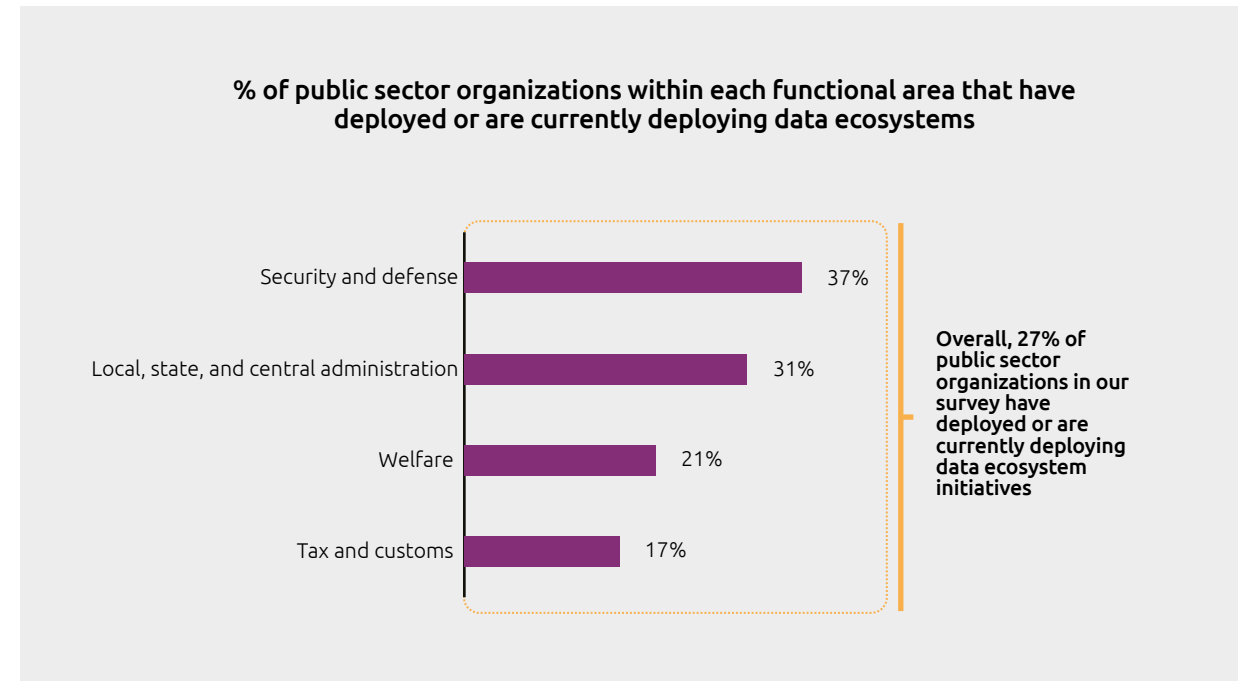 % of public sector organizations within each functional area that have
deployed or are currently deploying data ecosystems
Security and defense
37%
Local, state, and central administration
31%
Welfare
21%
Tax and customs
17%
Overall, 27% of
public sector
organizations in our
survey have
deployed or are
currently deploying
data ecosystem
initiatives